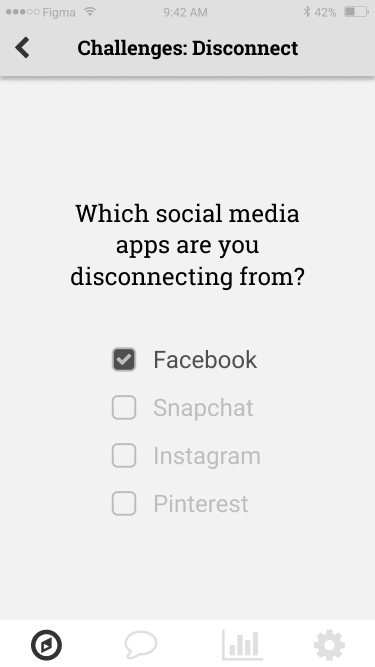 Figma 9:42 AM 42%
Challenges: Disconnect
Which social media
apps are you
disconnecting from?
Facebook
Snapchat
Instagram
Pinterest